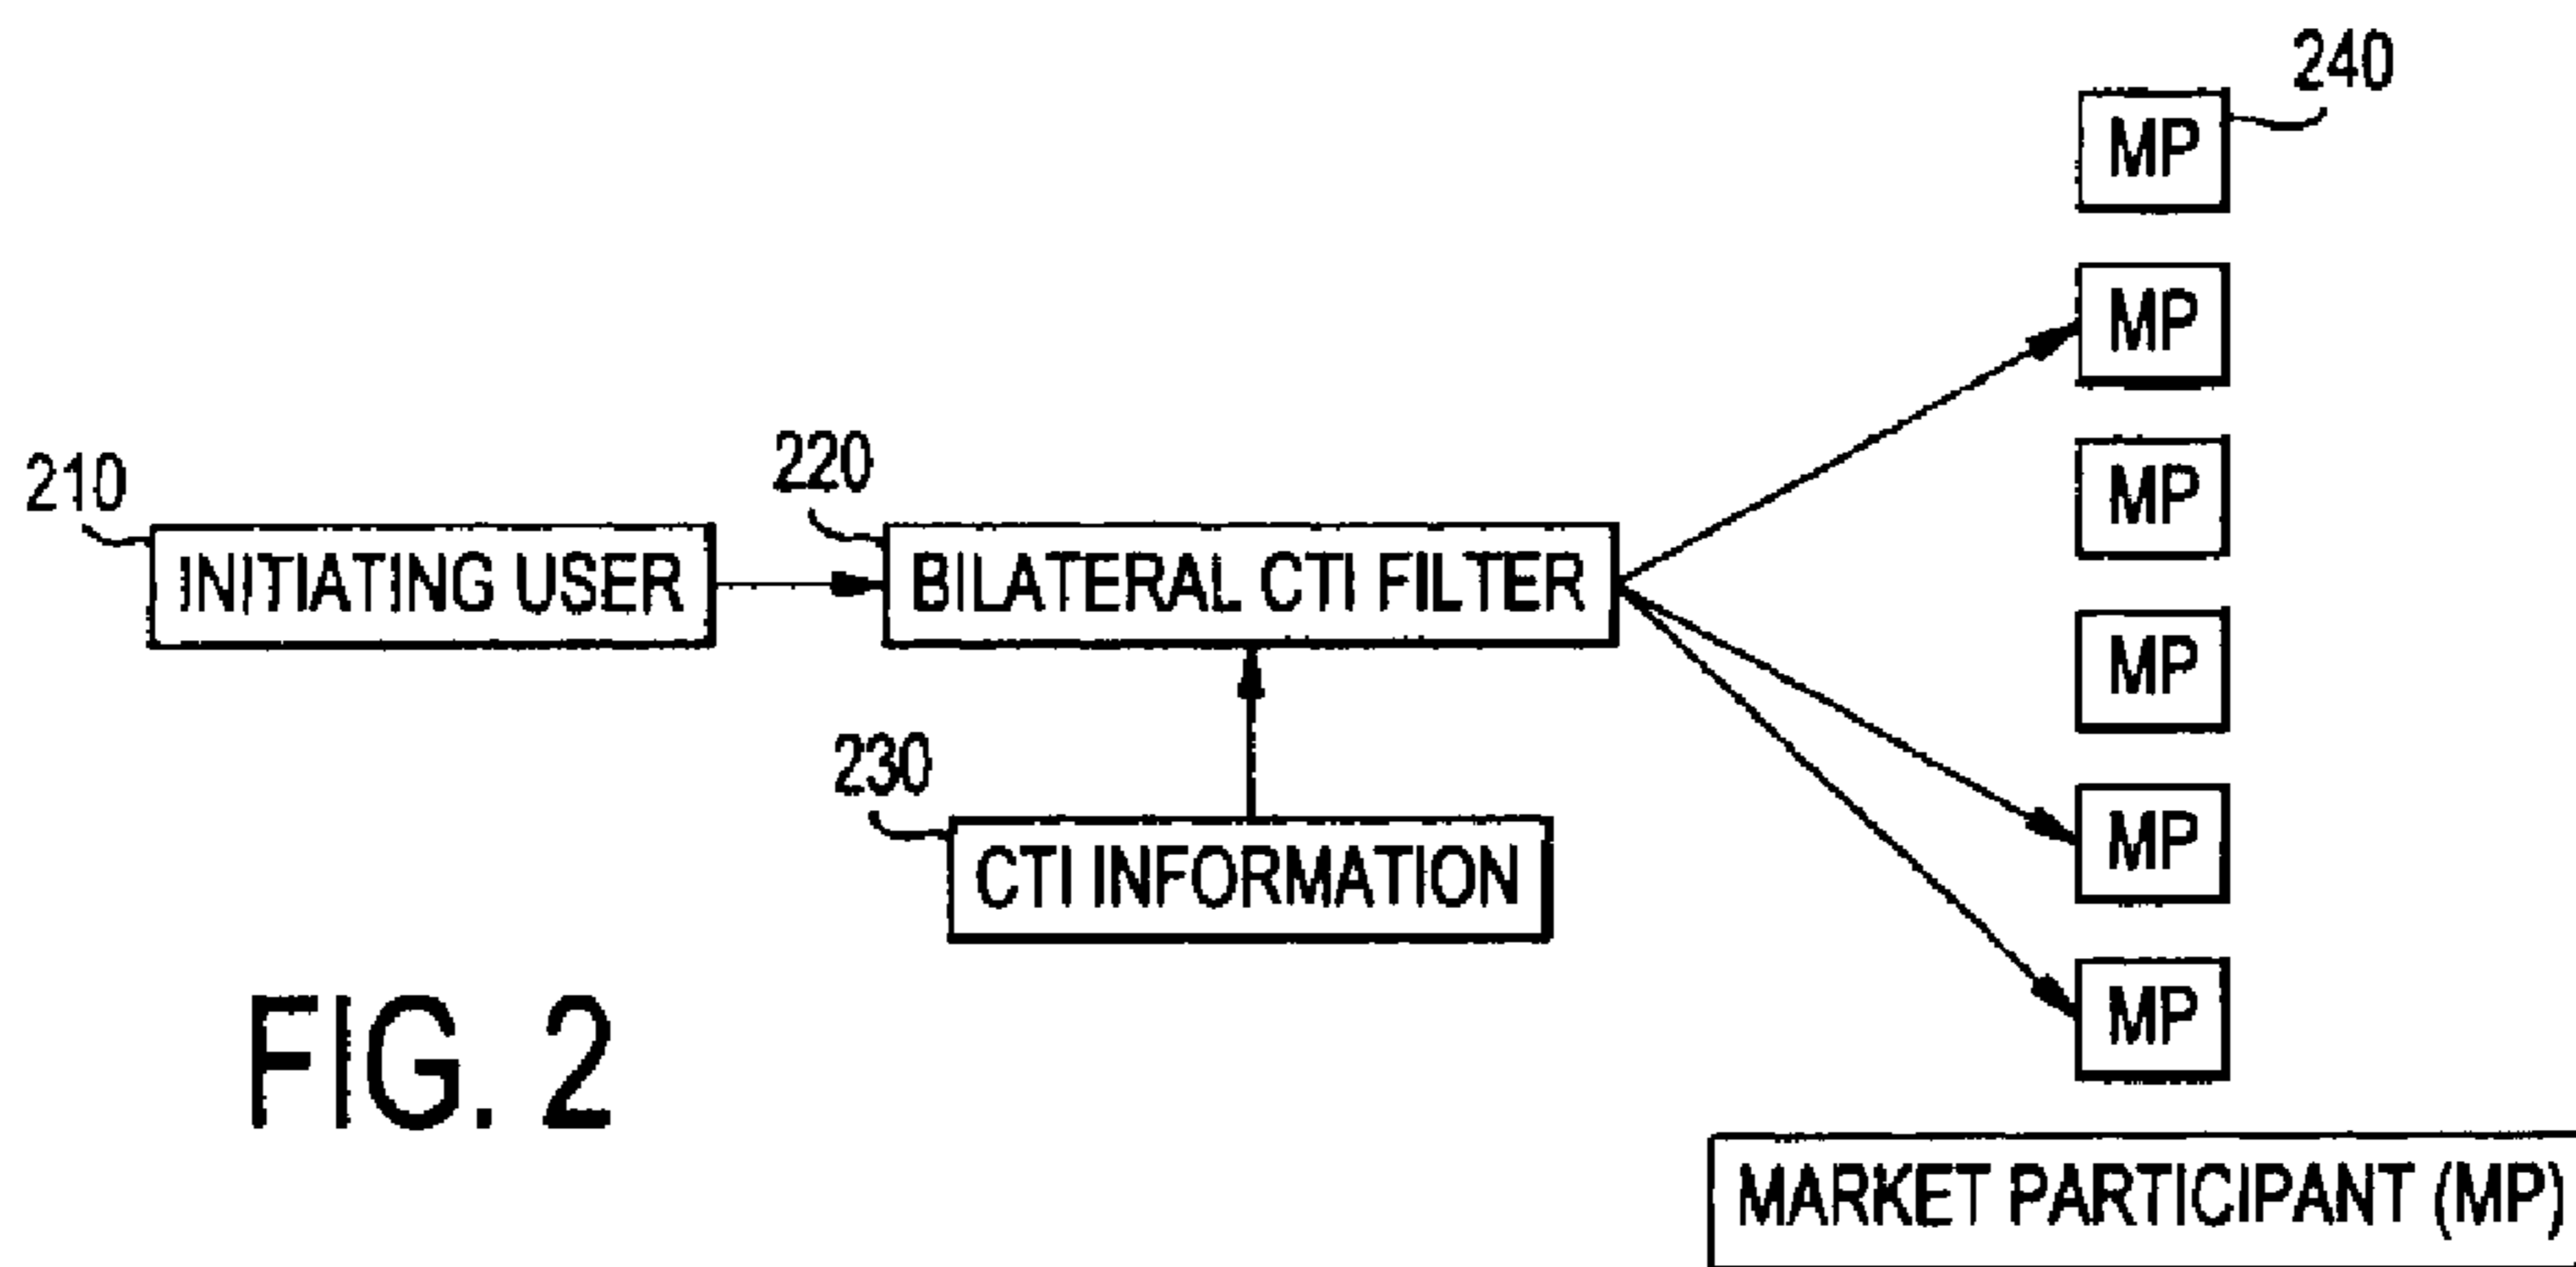 240
MP
MP
MP
MP
MP
MP
210
INITIATING USER
220
BILATERAL CTI FILTER
230
CTI INFORMATION
FIG. 2
MARKET PARTICIPANT (MP)